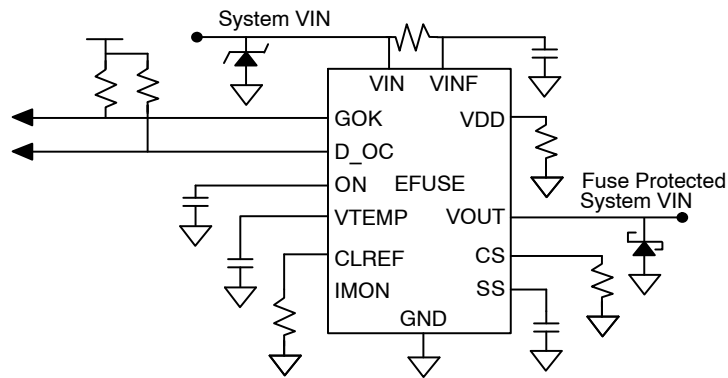 System VIN
VIN
VINF
GOK
VDD
D_OC
ON
EFUSE
Fuse Protected
System VIN
VTEMP
VOUT
CLREF
CS
IMON
SS
GND